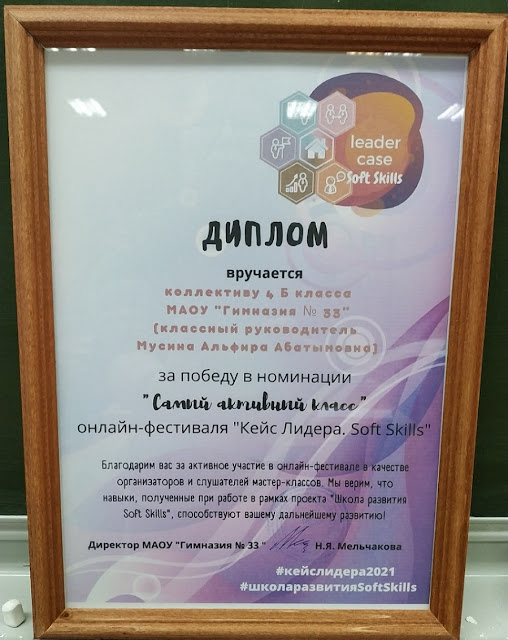 leader
case
Soft Skills
ДИПЛОМ
вручается
коллективу 4 Б класса
МАОУ "Гимназия № 33"
(классный руководитель
Мусина Альфира Абатымовна)
за победу в номинации
"Самый активный класс"
онлайн-фестиваля "Кейс Лидера. Soft Skills"
Благодарим вас за активное участие в онлайн-фестивале в качестве
организаторов и слушателей мастер-классов. Мы верим, что
навыки, полученные при работе в рамках проекта "Школа развития
Soft Skills", способствуют вашему дальнейшему развитию!
Директор МАОУ "Гимназия № 33 " Н.Я. Мельчакова
#кейслидера2021
#школаразвитияSoftSkills